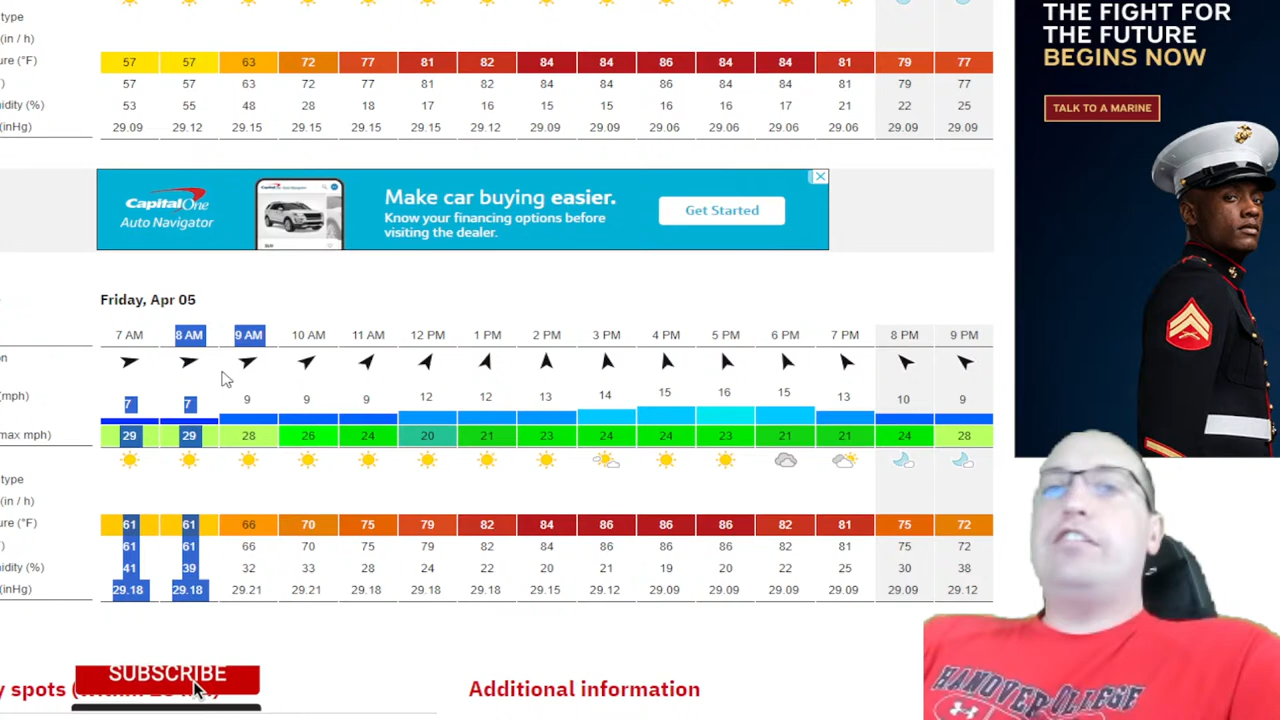 type
(in / h)
ure (°F) 57 57 63 72 77 81 82 84 84 86 84 84 81 79 77
57 57 63 72 77 81 82 84 84 86 84 84 81 79 77
idity (%) 53 55 48 28 18 17 16 15 15 16 16 17 21 22 25
(inHg) 29.09 29.12 29.15 29.15 29.15 29.15 29.12 29.09 29.09 29.06 29.06 29.06 29.06 29.09 29.09
Capital One
Auto Navigator
Make car buying easier.
Know your financing options before
visiting the dealer.
Get Started
THE FIGHT FOR
THE FUTURE
BEGINS NOW
TALK TO A MARINE
Friday, Apr 05
7 AM 8 AM 9 AM 10 AM 11 AM 12 PM 1 PM 2 PM 3 PM 4 PM 5 PM 6 PM 7 PM 8 PM 9 PM
on
(mph) 7 7 9 9 9 12 12 13 14 15 16 15 13 10 9
max mph) 29 29 28 26 24 20 21 23 24 24 23 21 21 24 28
type
(in / h)
ure (°F) 61 61 66 70 75 79 82 84 86 86 86 82 81 75 72
61 61 66 70 75 79 82 84 86 86 86 82 81 75 72
idity (%) 41 39 32 33 28 24 22 20 21 19 20 22 25 30 38
(inHg) 29.18 29.18 29.21 29.21 29.18 29.18 29.18 29.15 29.12 29.09 29.09 29.09 29.09 29.09 29.12
SUBSCRIBE
y spots
Additional information
HANOVER COLLEGE